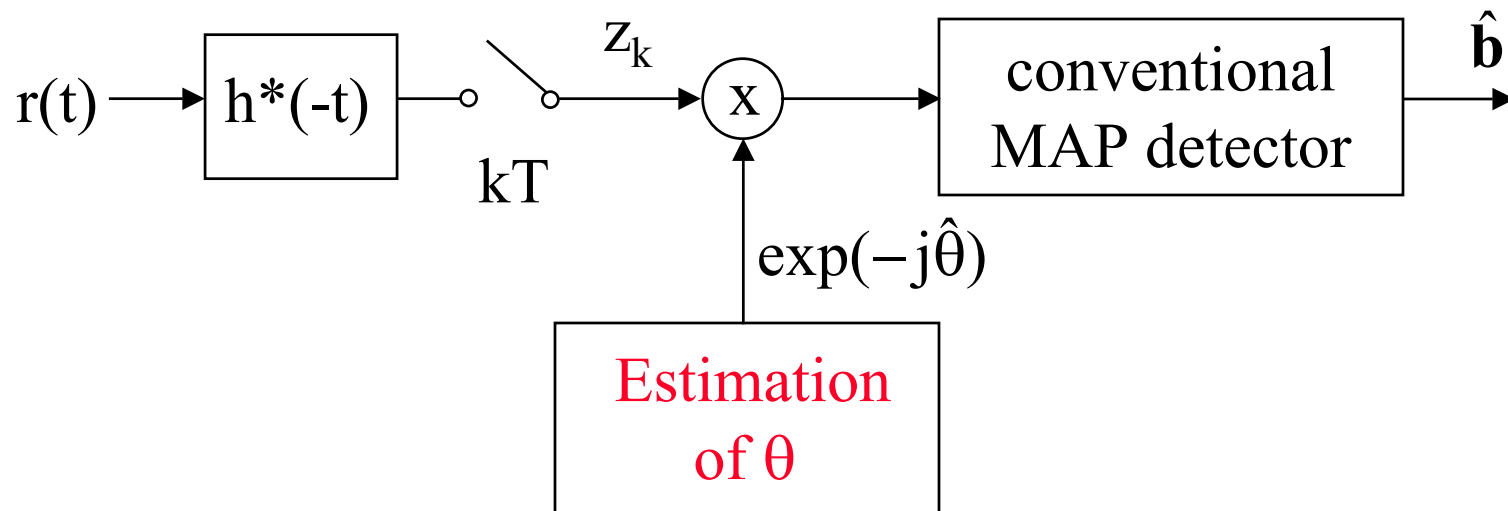 r(t)
h*(-t)
kT
z_k
x
exp(−jθ̂)
Estimation
of θ
conventional
MAP detector
b̂